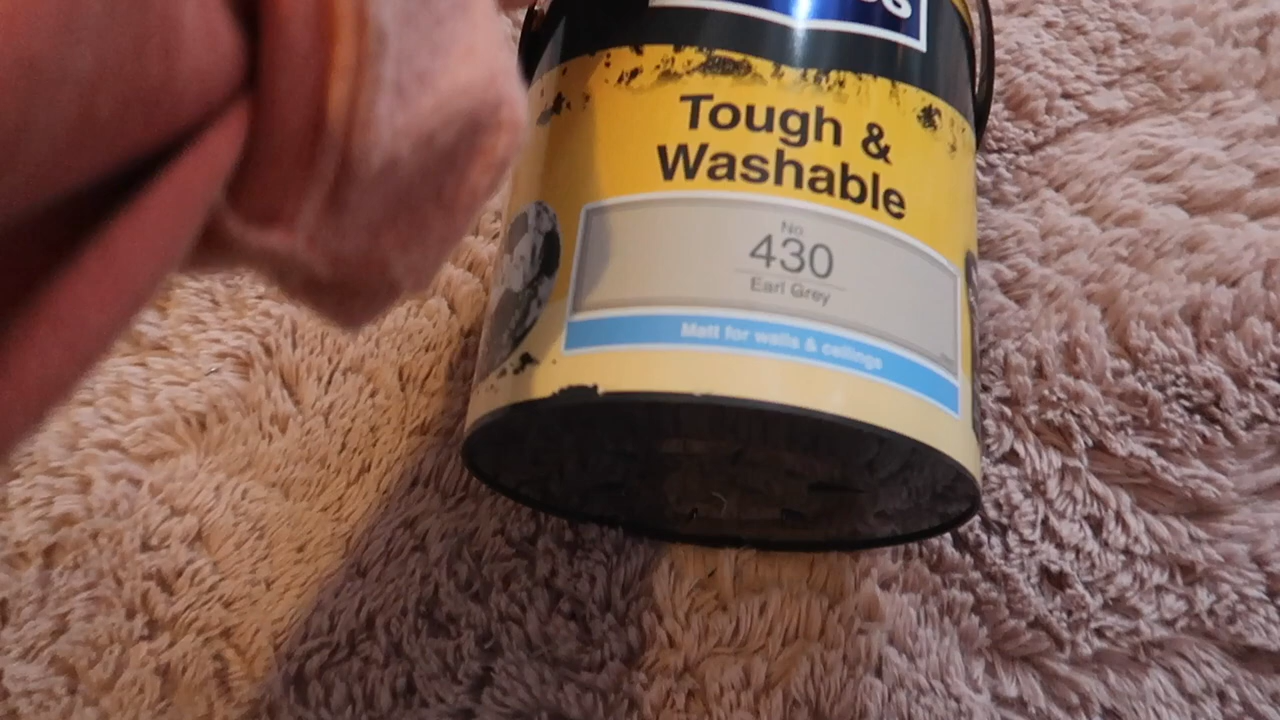 Tough &
Washable
No
430
Earl Grey
Matt for walls & ceilings